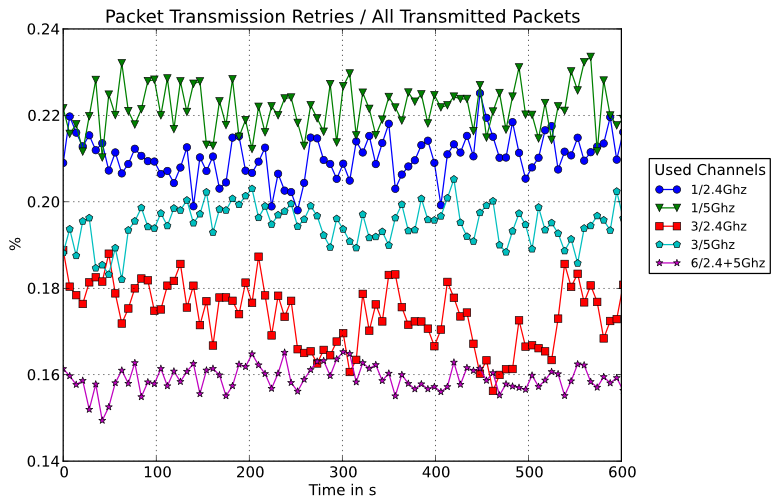 Packet Transmission Retries / All Transmitted Packets
0.24
0.22
0.20
0.18
0.16
0.14
%
0
100
200
300
400
500
600
Time in s
Used Channels
1/2.4Ghz
1/5Ghz
3/2.4Ghz
3/5Ghz
6/2.4+5Ghz